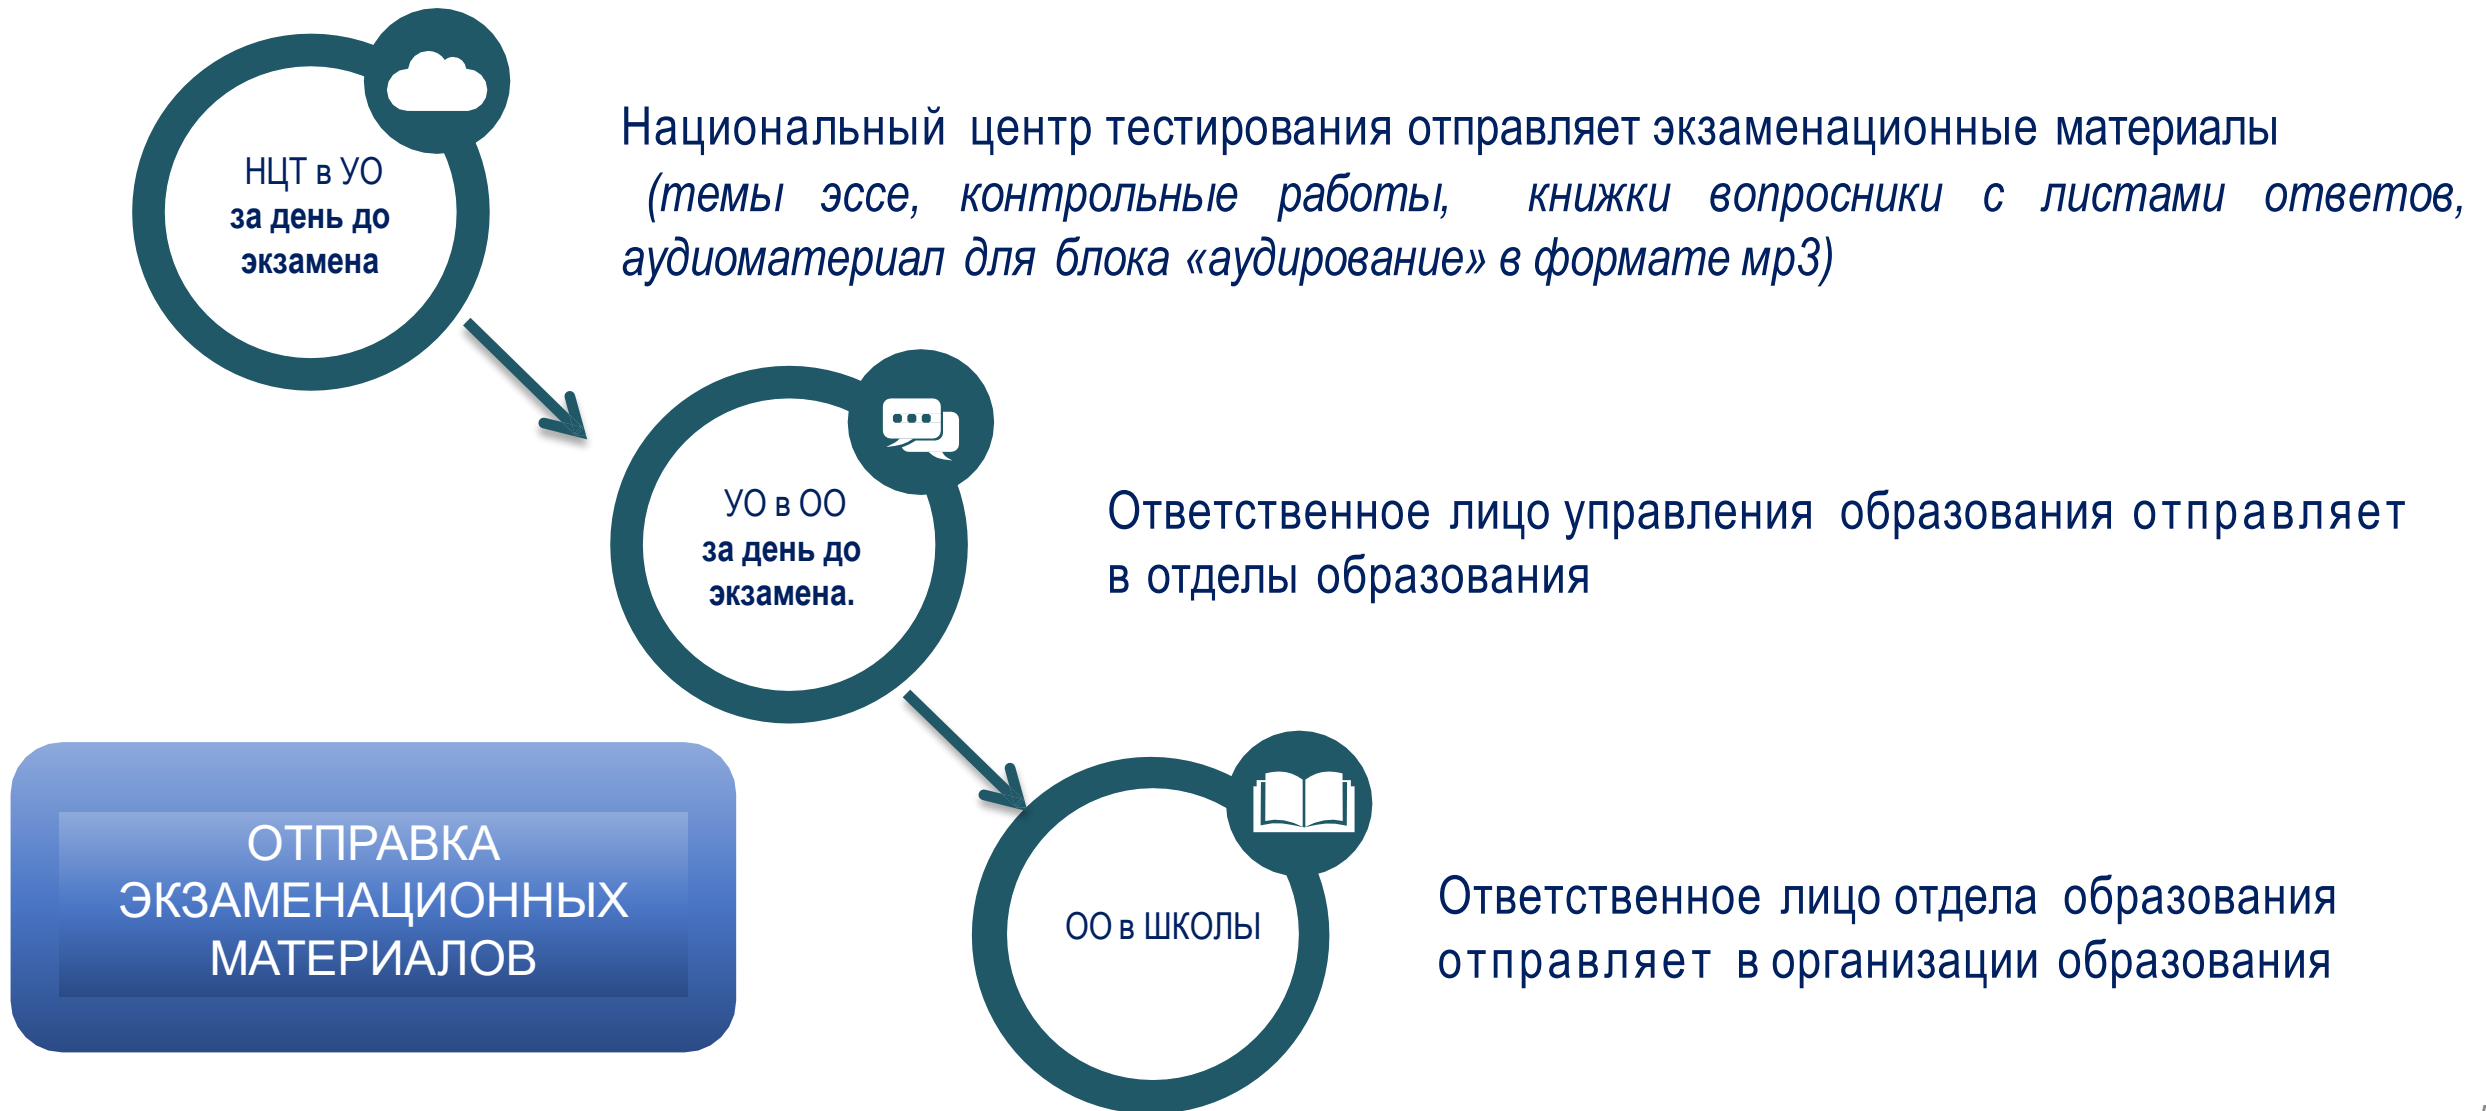 НЦТ в УО
за день до
экзамена
Национальный центр тестирования отправляет экзаменационные материалы
(темы эссе, контрольные работы, книжки вопросники с листами ответов,
аудиоматериал для блока «аудирование» в формате мр3)
УО в ОО
за день до
экзамена.
Ответственное лицо управления образования отправляет
в отделы образования
ОТПРАВКА
ЭКЗАМЕНАЦИОННЫХ
МАТЕРИАЛОВ
ОО в ШКОЛЫ
Ответственное лицо отдела образования
отправляет в организации образования